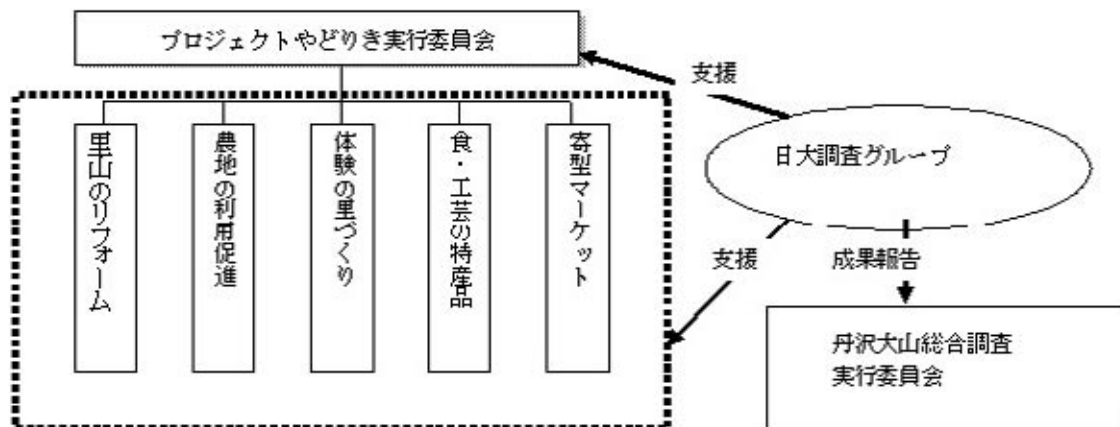 プロジェクトやどりき実行委員会
支援
日大調査グループ
里山のリフォーム
農地の利用促進
体験の里づくり
食・工芸の特産品
寄型マーケット
支援
成果報告
丹沢大山総合調査
実行委員会